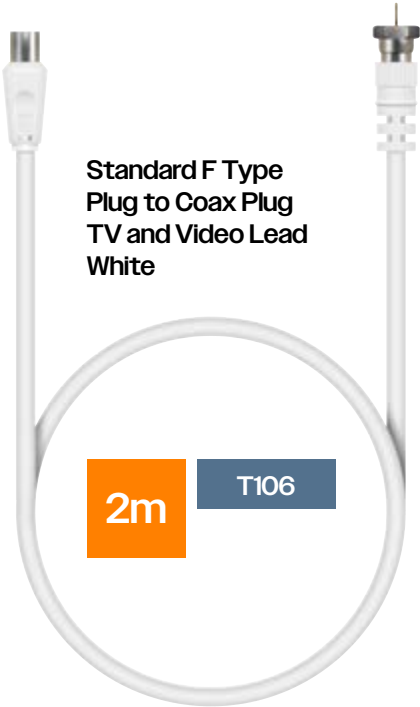 Standard F Type
Plug to Coax Plug
TV and Video Lead
White
2m
T106